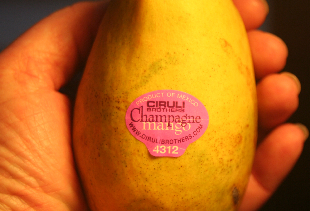 PRODUCT OF MEXICO
CIRULI
BROTHERS
Champagne
mango
WWW.CIRULIBROTHERS.COM
4312